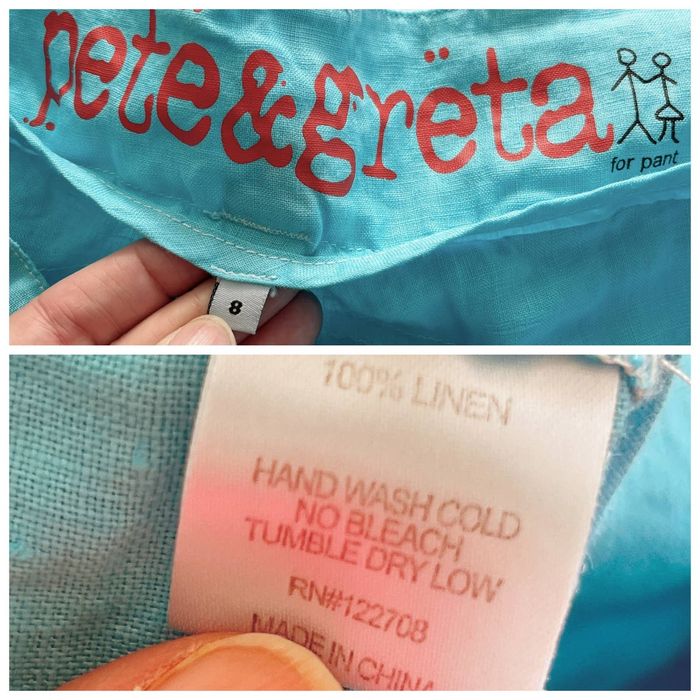 pete&grëta
for pant
8
100% LINEN
HAND WASH COLD
NO BLEACH
TUMBLE DRY LOW
RN#122708
MADE IN CHINA